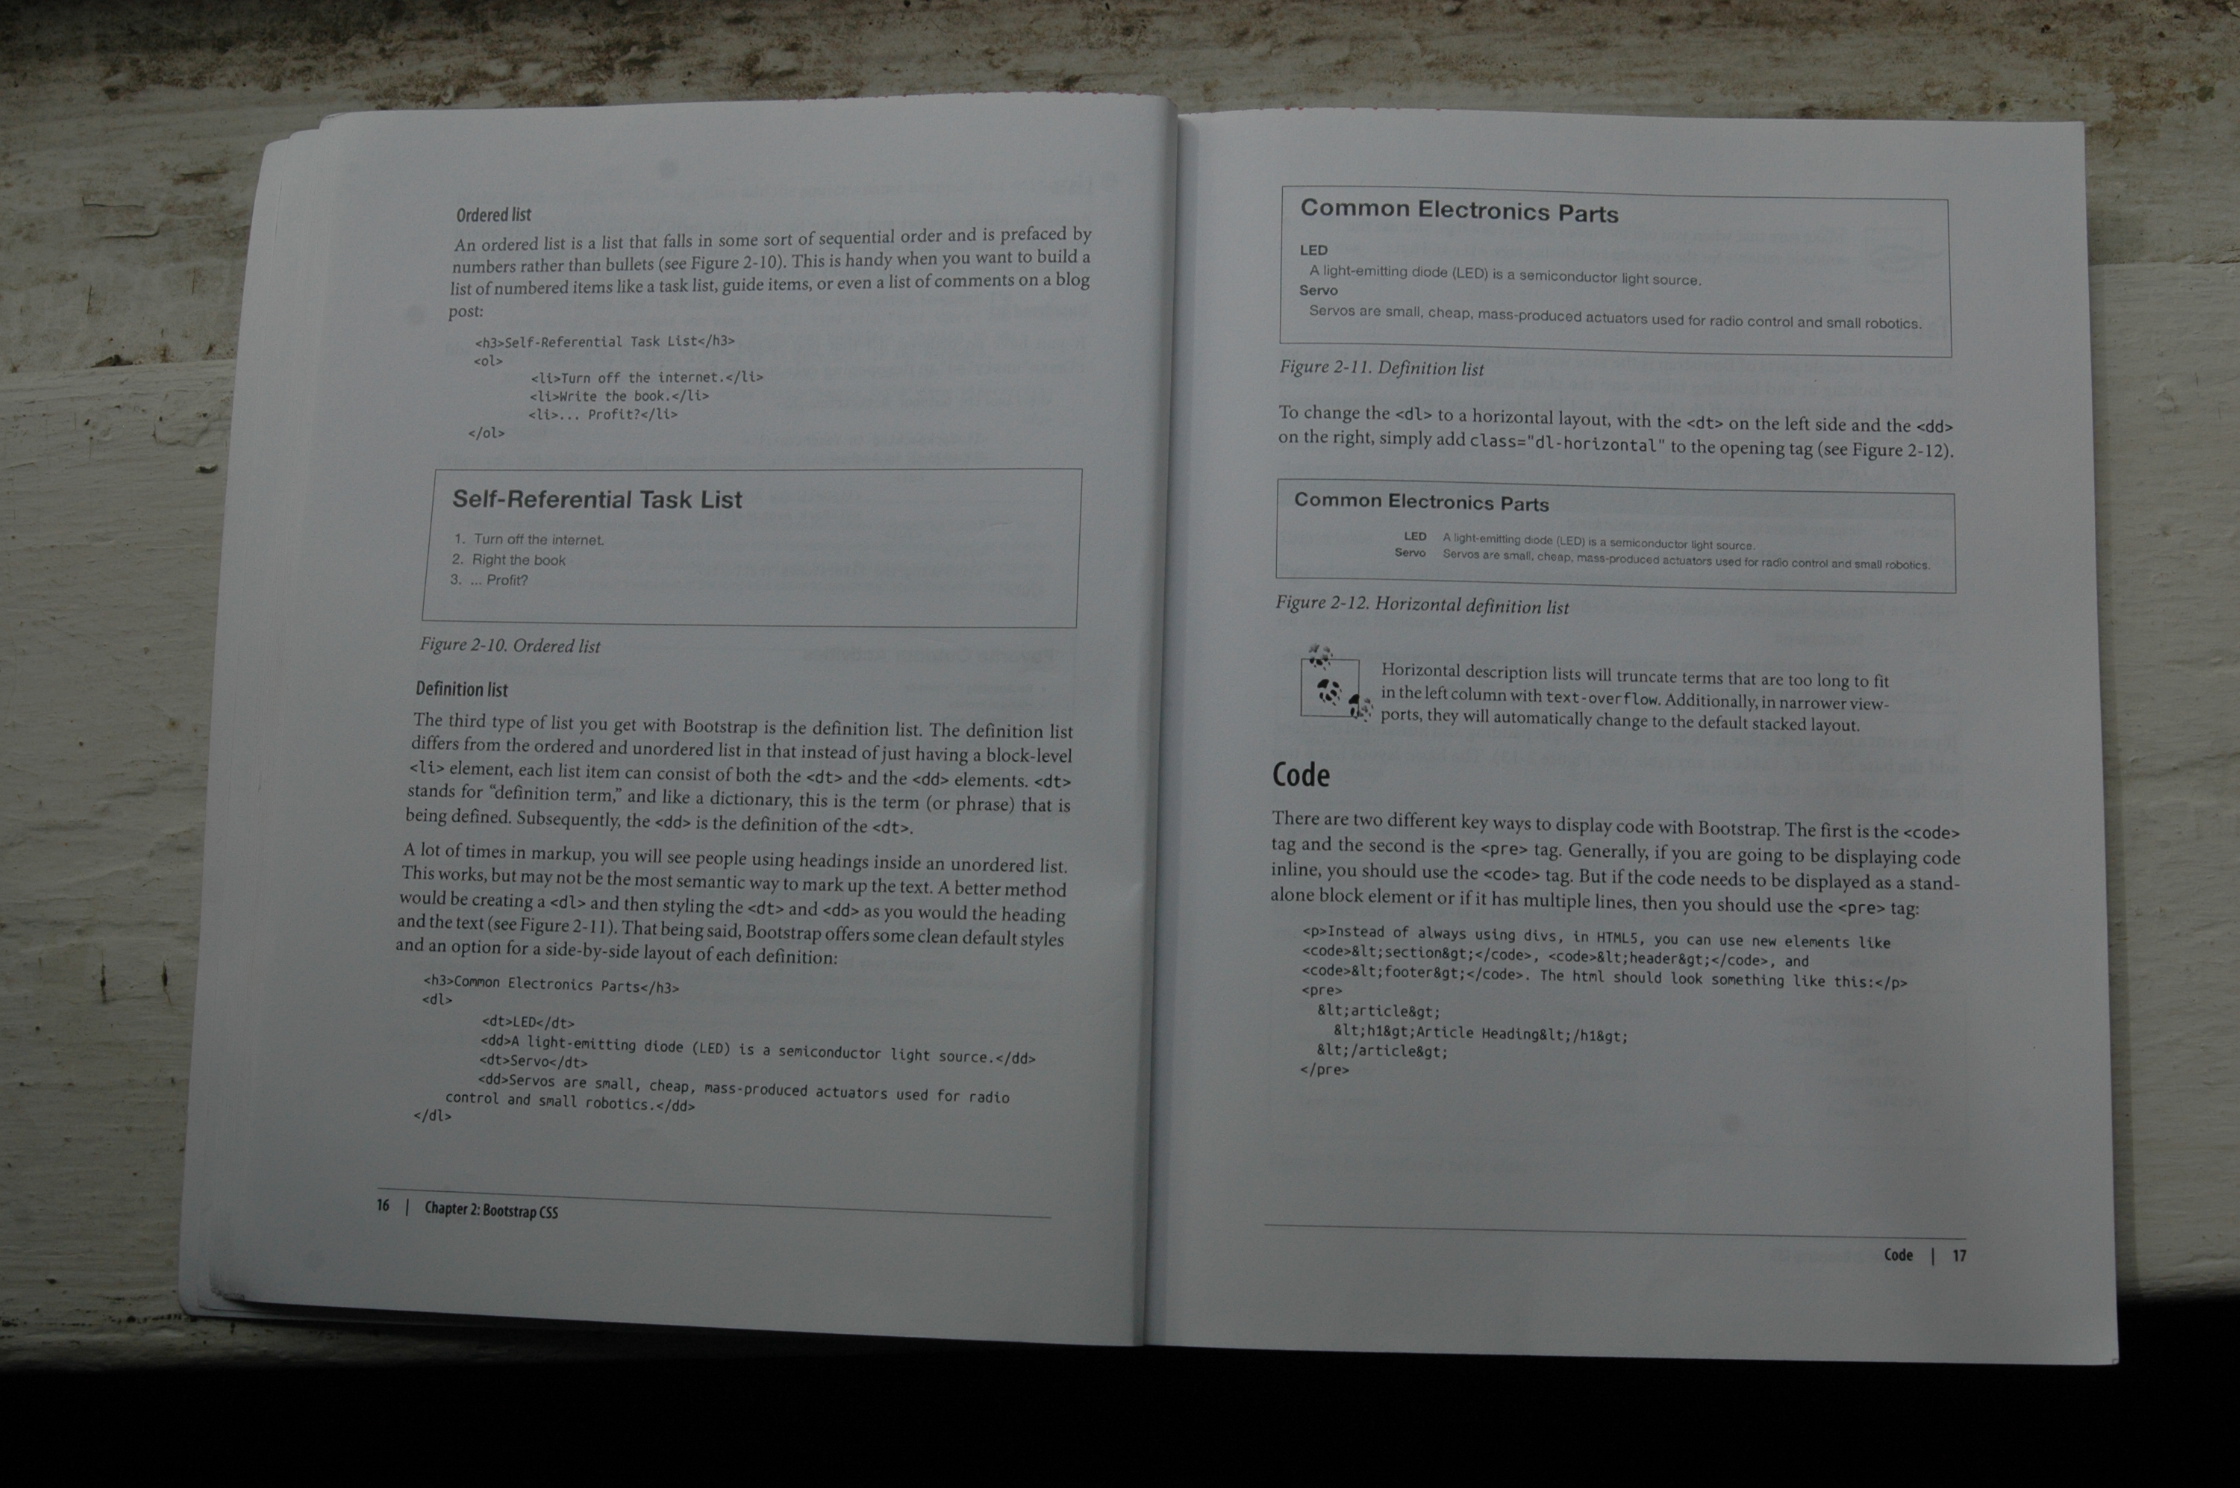 Ordered list
An ordered list is a list that falls in some sort of sequential order and is prefaced by
numbers rather than bullets (see Figure 2-10). This is handy when you want to build a
list of numbered items like a task list, guide items, or even a list of comments on a blog
post:
<h3>Self-Referential Task List</h3>
<ol>
<li>Turn off the internet.</li>
<li>Write the book.</li>
<li>... Profit?</li>
</ol>
Self-Referential Task List
1. Turn off the internet.
2. Right the book
3. ... Profit?
Figure 2-10. Ordered list
Definition list
The third type of list you get with Bootstrap is the definition list. The definition list
differs from the ordered and unordered list in that instead of just having a block-level
<li> element, each list item can consist of both the <dt> and the <dd> elements. <dt>
stands for “definition term,” and like a dictionary, this is the term (or phrase) that is
being defined. Subsequently, the <dd> is the definition of the <dt>.
A lot of times in markup, you will see people using headings inside an unordered list.
This works, but may not be the most semantic way to mark up the text. A better method
would be creating a <dl> and then styling the <dt> and <dd> as you would the heading
and the text (see Figure 2-11). That being said, Bootstrap offers some clean default styles
and an option for a side-by-side layout of each definition:
<h3>Common Electronics Parts</h3>
<dl>
<dt>LED</dt>
<dd>A light-emitting diode (LED) is a semiconductor light source.</dd>
<dt>Servo</dt>
<dd>Servos are small, cheap, mass-produced actuators used for radio
control and small robotics.</dd>
</dl>
16 | Chapter 2: Bootstrap CSS
Common Electronics Parts
LED
A light-emitting diode (LED) is a semiconductor light source.
Servo
Servos are small, cheap, mass-produced actuators used for radio control and small robotics.
Figure 2-11. Definition list
To change the <dl> to a horizontal layout, with the <dt> on the left side and the <dd>
on the right, simply add class="dl-horizontal" to the opening tag (see Figure 2-12).
Common Electronics Parts
LED A light-emitting diode (LED) is a semiconductor light source.
Servo Servos are small, cheap, mass-produced actuators used for radio control and small robotics.
Figure 2-12. Horizontal definition list
Horizontal description lists will truncate terms that are too long to fit
in the left column with text-overflow. Additionally, in narrower view-
ports, they will automatically change to the default stacked layout.
Code
There are two different key ways to display code with Bootstrap. The first is the <code>
tag and the second is the <pre> tag. Generally, if you are going to be displaying code
inline, you should use the <code> tag. But if the code needs to be displayed as a stand-
alone block element or if it has multiple lines, then you should use the <pre> tag:
<p>Instead of always using divs, in HTML5, you can use new elements like
<code>&lt;section&gt;</code>, <code>&lt;header&gt;</code>, and
<code>&lt;footer&gt;</code>. The html should look something like this:</p>
<pre>
&lt;article&gt;
&lt;h1&gt;Article Heading&lt;/h1&gt;
&lt;/article&gt;
</pre>
Code | 17